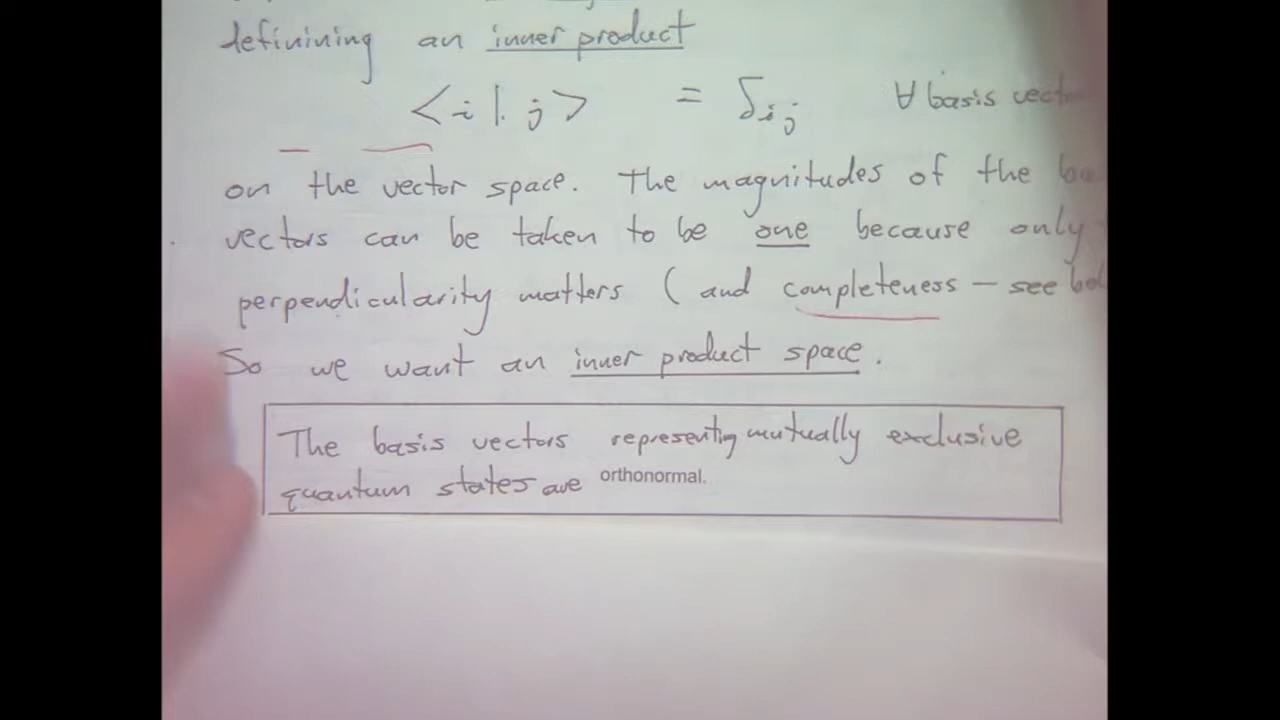 definining an inner product
<i|j> = δij ∀ basis
on the vector space. The magnitudes of the
vectors can be taken to be one because only
perpendicularity matters (and completeness – see
So we want an inner product space.
The basis vectors representing mutually exclusive
quantum states are orthonormal.